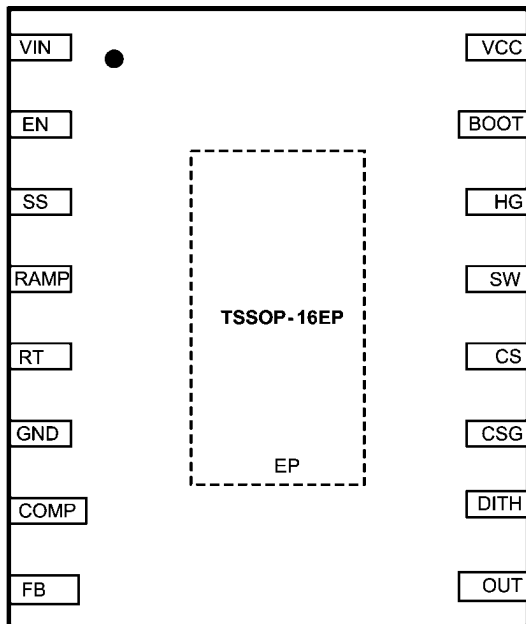 VIN VCC
EN BOOT
SS HG
RAMP SW
TSSOP-16EP
RT CS
GND CSG
EP
COMP DITH
FB OUT